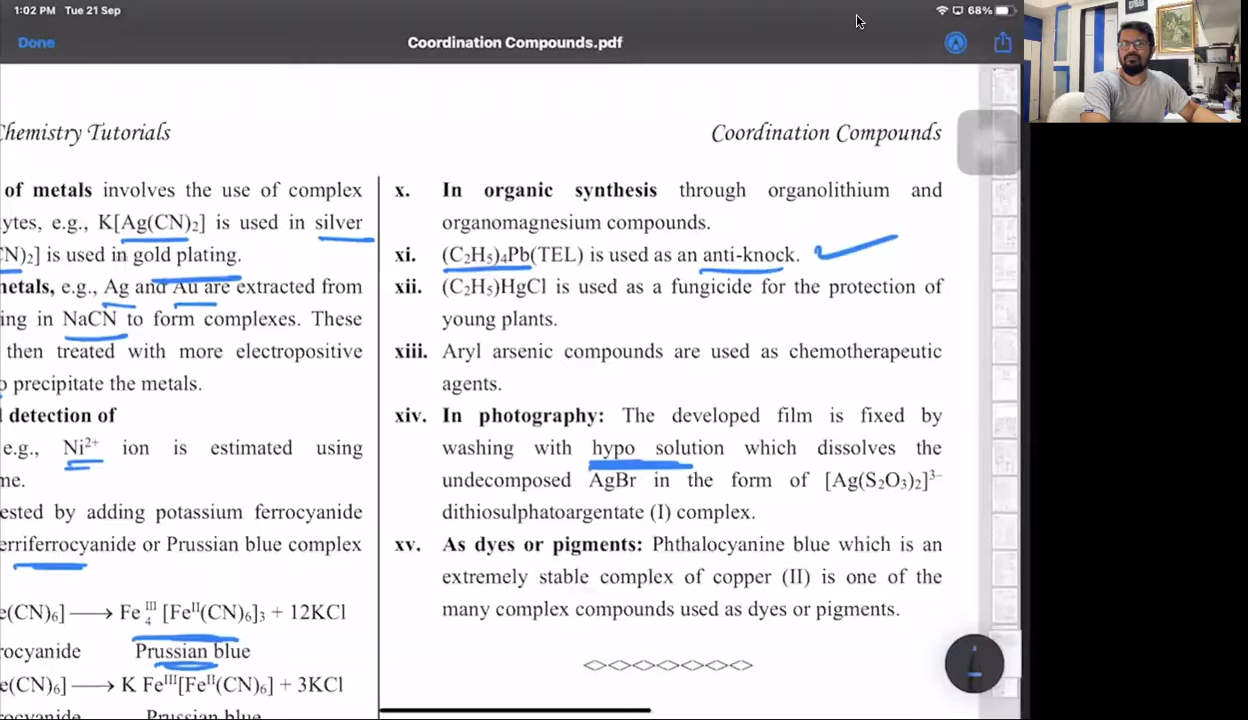 1:02 PM Tue 21 Sep
68%
Done
Coordination Compounds.pdf
Chemistry Tutorials
Coordination Compounds
of metals involves the use of complex
ytes, e.g., K[Ag(CN)₂] is used in silver
CN)₂] is used in gold plating.
netals, e.g., Ag and Au are extracted from
ing in NaCN to form complexes. These
then treated with more electropositive
o precipitate the metals.
l detection of
e.g., Ni²⁺ ion is estimated using
me.
ested by adding potassium ferrocyanide
erriferrocyanide or Prussian blue complex
e(CN)₆] ⟶ Fe₄ᴵᴵᴵ [Feᴵᴵ(CN)₆]₃ + 12KCl
rocyanide Prussian blue
e(CN)₆] ⟶ K Feᴵᴵᴵ[Feᴵᴵ(CN)₆] + 3KCl
rocyanide Prussian blue
x. In organic synthesis through organolithium and
organomagnesium compounds.
xi. (C₂H₅)₄Pb(TEL) is used as an anti-knock.
xii. (C₂H₅)HgCl is used as a fungicide for the protection of
young plants.
xiii. Aryl arsenic compounds are used as chemotherapeutic
agents.
xiv. In photography: The developed film is fixed by
washing with hypo solution which dissolves the
undecomposed AgBr in the form of [Ag(S₂O₃)₂]³⁻
dithiosulphatoargentate (I) complex.
xv. As dyes or pigments: Phthalocyanine blue which is an
extremely stable complex of copper (II) is one of the
many complex compounds used as dyes or pigments.